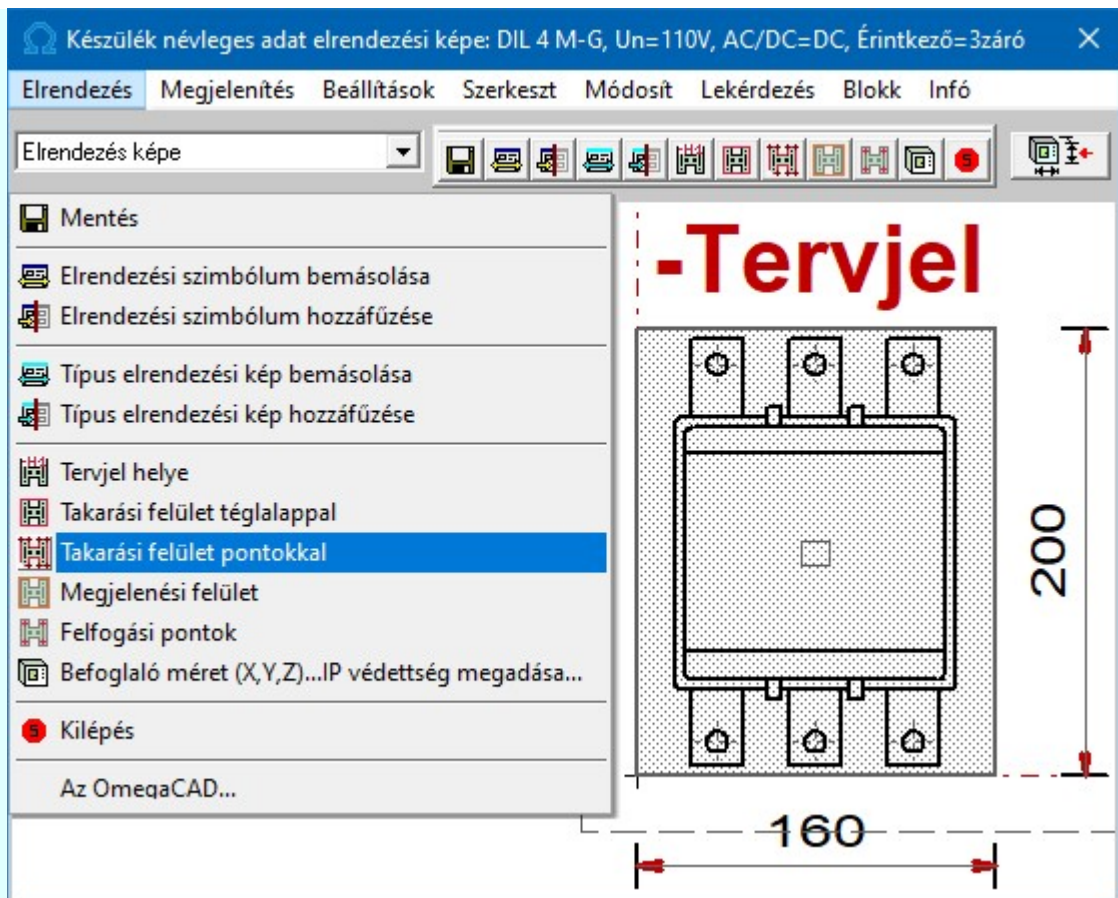 Készülék névleges adat elrendezési képe: DIL 4 M-G, Un=110V, AC/DC=DC, Érintkező=3záró
Elrendezés Megjelenítés Beállítások Szerkeszt Módosít Lekérdezés Blokk Infó
Elrendezés képe
Mentés
Elrendezési szimbólum bemásolása
Elrendezési szimbólum hozzáfűzése
Típus elrendezési kép bemásolása
Típus elrendezési kép hozzáfűzése
Tervjel helye
Takarási felület téglalappal
Takarási felület pontokkal
Megjelenési felület
Felfogási pontok
Befoglaló méret (X,Y,Z)...IP védettség megadása...
Kilépés
Az OmegaCAD...
-Tervjel
200
160